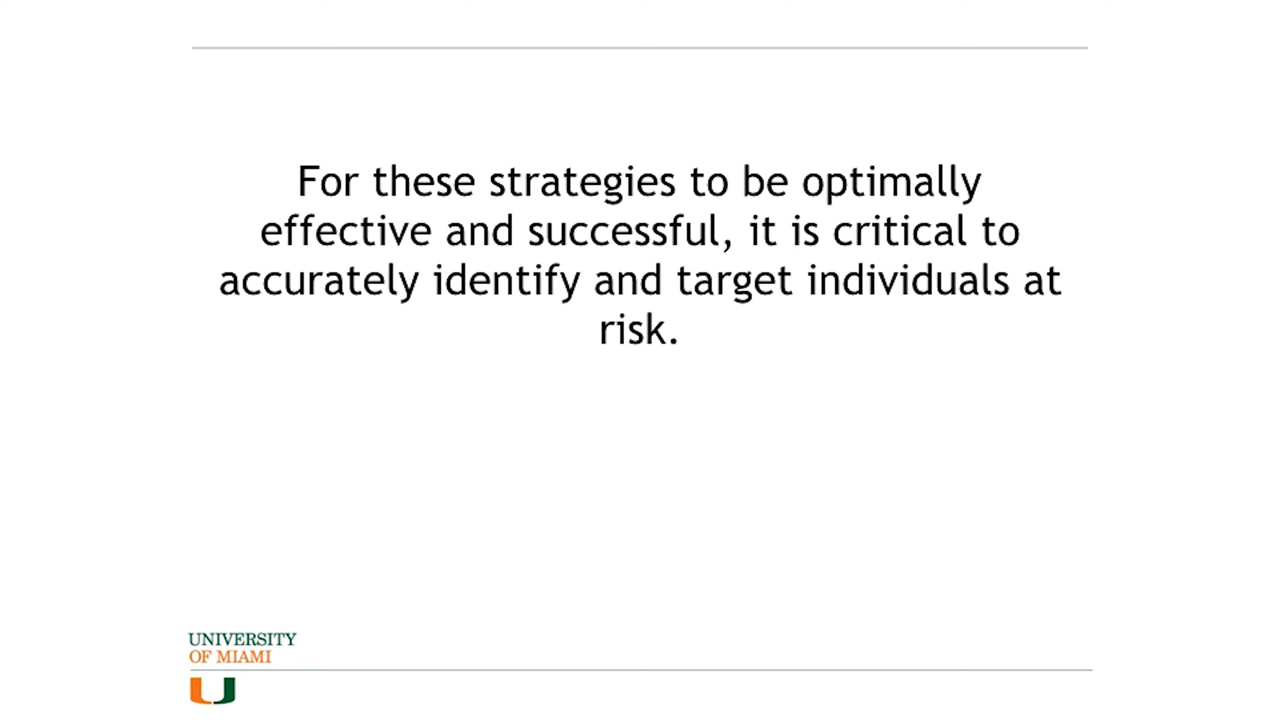 For these strategies to be optimally
effective and successful, it is critical to
accurately identify and target individuals at
risk.
UNIVERSITY
OF MIAMI